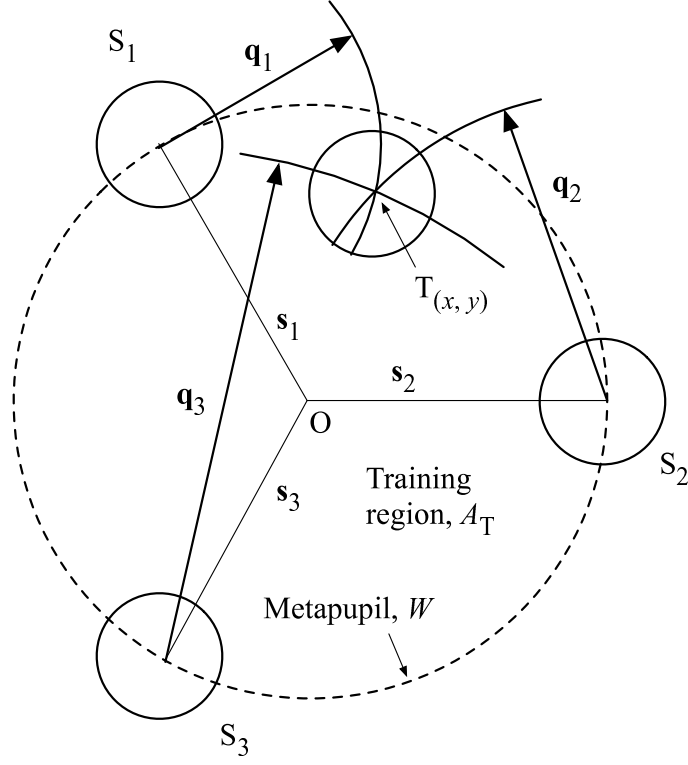 S1
q1
q2
T(x, y)
s1
s2
q3
O
S2
s3
Training
region, AT
Metapupil, W
S3